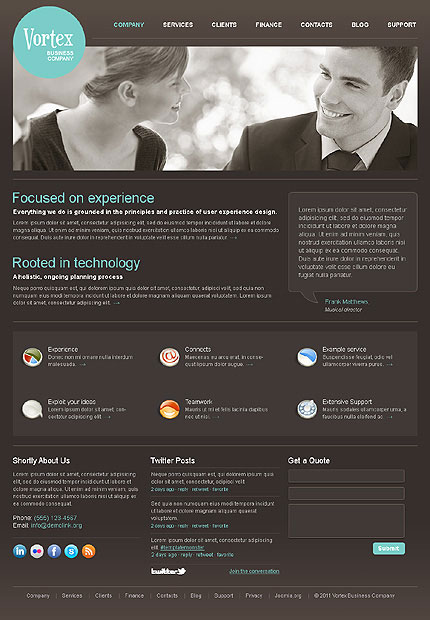 Vortex
BUSINESS
COMPANY
COMPANY SERVICES CLIENTS FINANCE CONTACTS BLOG SUPPORT
Focused on experience
Everything we do is grounded in the principles and practice of user experience design.
Lorem ipsum dolor sit amet, consectetur adipisicing elit, sed do eiusmod tempor incididunt ut labore et dolore
magna aliqua. Ut enim ad minim veniam, quis nostrud exercitation ullamco laboris nisi ut aliquip ex ea commodo
consequat. Duis aute irure dolor in reprehenderit in voluptate velit esse cillum nulla pariatur. →
Rooted in technology
A holistic, ongoing planning process
Neque porro quisquam est, qui dolorem ipsum quia dolor sit amet, consectetur, adipisci velit, sed quia non
numquam eius modi tempora incidunt ut labore et dolore magnam aliquam quaerat voluptatem. →
Lorem ipsum dolor sit amet, consectetur
adipisicing elit, sed do eiusmod tempor
incididunt ut labore et dolore magna
aliqua. Ut enim ad minim veniam, quis
nostrud exercitation ullamco laboris nisi
ut aliquip ex ea commodo consequat.
Duis aute irure dolor in reprehenderit in
voluptate velit esse cillum dolore eu
fugiat nulla pariatur.
Frank Matthews,
Musical director
Experience
Donec non mi ornare nulla interdum
malesuada. →
Connects
Maecenas eu arcu erat, in conse-
cust ipsum dolor augue. →
Example service
Suspendisse feugiat, odio vel
ullamcorper viverra purus. →
Exploit your ideas
Lorem ipsum dolor sit amet, con-
sectetur adipisicing elit. →
Teamwork
Mauris ut mi et felis lacinia dapibus
nec ut nisi. →
Extensive Support
Mauris sodales ullamcorper urna, a
faucibus nulla eleifend ac. →
Shortly About Us
Lorem ipsum dolor sit amet, consectetur
adipisicing elit, sed do eiusmod tempor
incididunt ut labore et dolore magna
aliqua. Ut enim ad minim veniam, quis
nostrud exercitation ullamco laboris nisi
ut aliquip ex ea commodo consequat.
Phone: (555) 123-4567
Email: info@demolink.org
Twitter Posts
Neque porro quisquam est, qui dolorem
ipsum quia dolor sit amet, consectetur.
2 days ago · reply · retweet · favorite
Sed quia non numquam eius modi tempora
incidunt ut labore et dolore magnam aliquam
voluptatem.
2 days ago · reply · retweet · favorite
Lorem ipsum dolor sit amet, consectetur
adipisicing elit. #templatemonster
2 days ago · reply · retweet · favorite
twitter
Join the conversation
Get a Quote
Submit
Company | Services | Clients | Finance | Contacts | Blog | Support | Privacy | Joomla.org | © 2011 Vortex Business Company